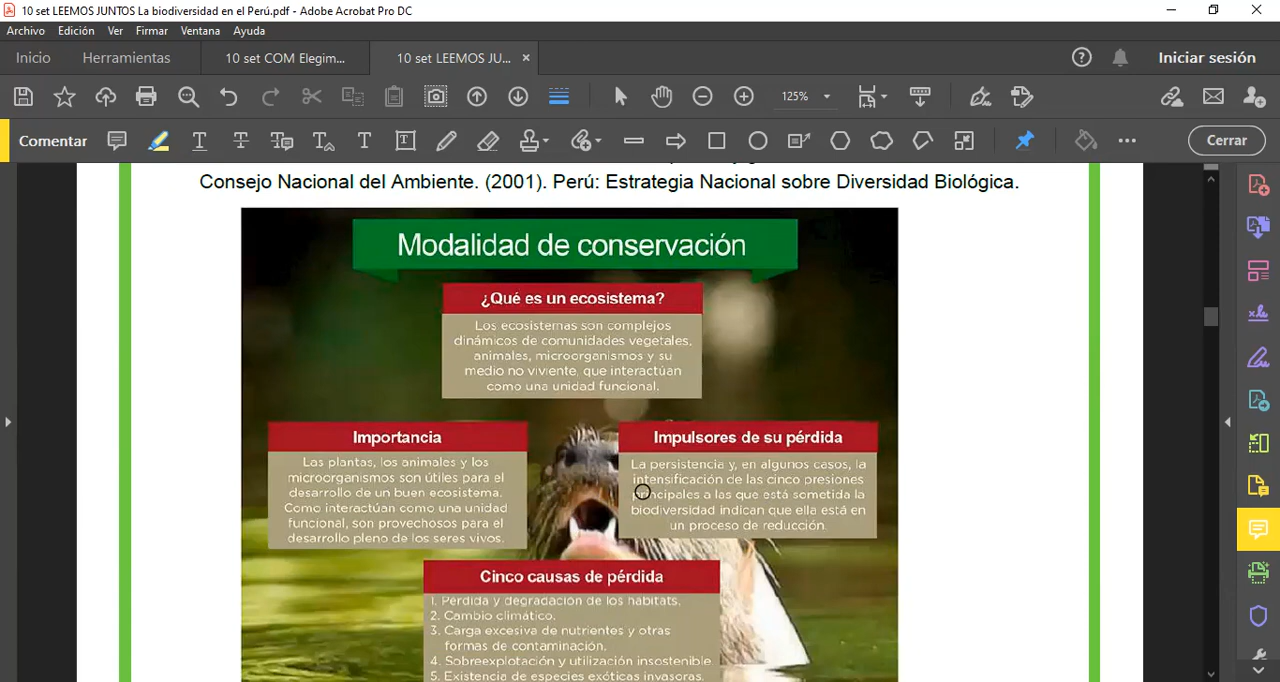 10 set LEEMOS JUNTOS La biodiversidad en el Perú.pdf - Adobe Acrobat Pro DC
Archivo Edición Ver Firmar Ventana Ayuda
Inicio Herramientas 10 set COM Elegim... 10 set LEEMOS JU... × Iniciar sesión
125%
Comentar Cerrar
Consejo Nacional del Ambiente. (2001). Perú: Estrategia Nacional sobre Diversidad Biológica.
Modalidad de conservación
¿Qué es un ecosistema?
Los ecosistemas son complejos
dinámicos de comunidades vegetales,
animales, microorganismos y su
medio no viviente, que interactúan
como una unidad funcional.
Importancia
Las plantas, los animales y los
microorganismos son útiles para el
desarrollo de un buen ecosistema.
Como interactúan como una unidad
funcional, son provechosos para el
desarrollo pleno de los seres vivos.
Impulsores de su pérdida
La persistencia y, en algunos casos, la
intensificación de las cinco presiones
principales a las que está sometida la
biodiversidad indican que ella está en
un proceso de reducción.
Cinco causas de pérdida
1. Pérdida y degradación de los hábitats.
2. Cambio climático.
3. Carga excesiva de nutrientes y otras
formas de contaminación.
4. Sobreexplotación y utilización insostenible
5. Existencia de especies exóticas invasoras.